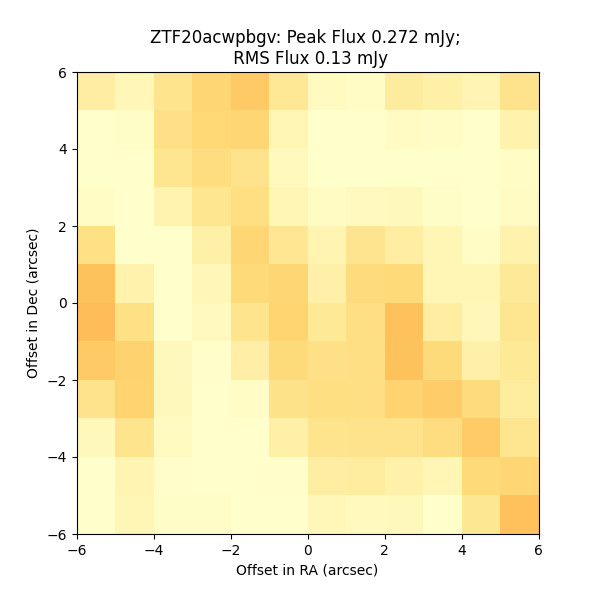 ZTF20acwpbgv: Peak Flux 0.272 mJy;
RMS Flux 0.13 mJy
6
4
2
0
−2
−4
−6
Offset in Dec (arcsec)
−6 −4 −2 0 2 4 6
Offset in RA (arcsec)